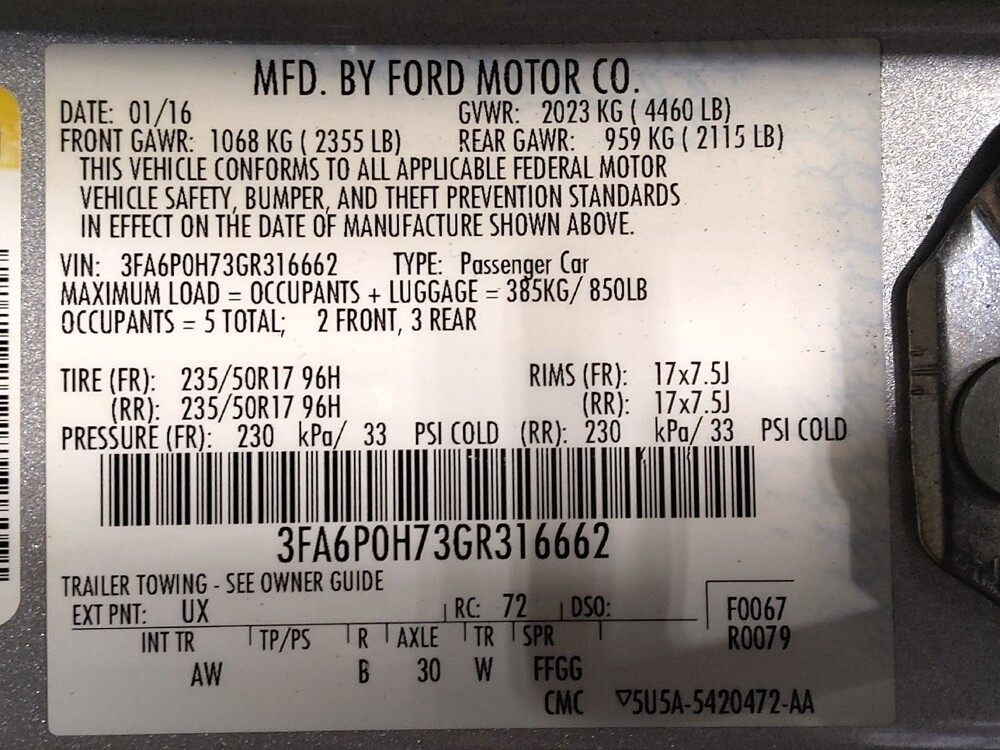 MFD. BY FORD MOTOR CO.
DATE: 01/16 GVWR: 2023 KG ( 4460 LB)
FRONT GAWR: 1068 KG ( 2355 LB) REAR GAWR: 959 KG ( 2115 LB)
THIS VEHICLE CONFORMS TO ALL APPLICABLE FEDERAL MOTOR
VEHICLE SAFETY, BUMPER, AND THEFT PREVENTION STANDARDS
IN EFFECT ON THE DATE OF MANUFACTURE SHOWN ABOVE.
VIN: 3FA6P0H73GR316662 TYPE: Passenger Car
MAXIMUM LOAD = OCCUPANTS + LUGGAGE = 385KG/ 850LB
OCCUPANTS = 5 TOTAL; 2 FRONT, 3 REAR
TIRE (FR): 235/50R17 96H RIMS (FR): 17x7.5J
(RR): 235/50R17 96H (RR): 17x7.5J
PRESSURE (FR): 230 kPa/ 33 PSI COLD (RR): 230 kPa/ 33 PSI COLD
3FA6P0H73GR316662
TRAILER TOWING - SEE OWNER GUIDE
EXT PNT: UX RC: 72 DSO: F0067
INT TR TP/PS R AXLE TR SPR R0079
AW B 30 W FFGG
CMC ▽5U5A-5420472-AA